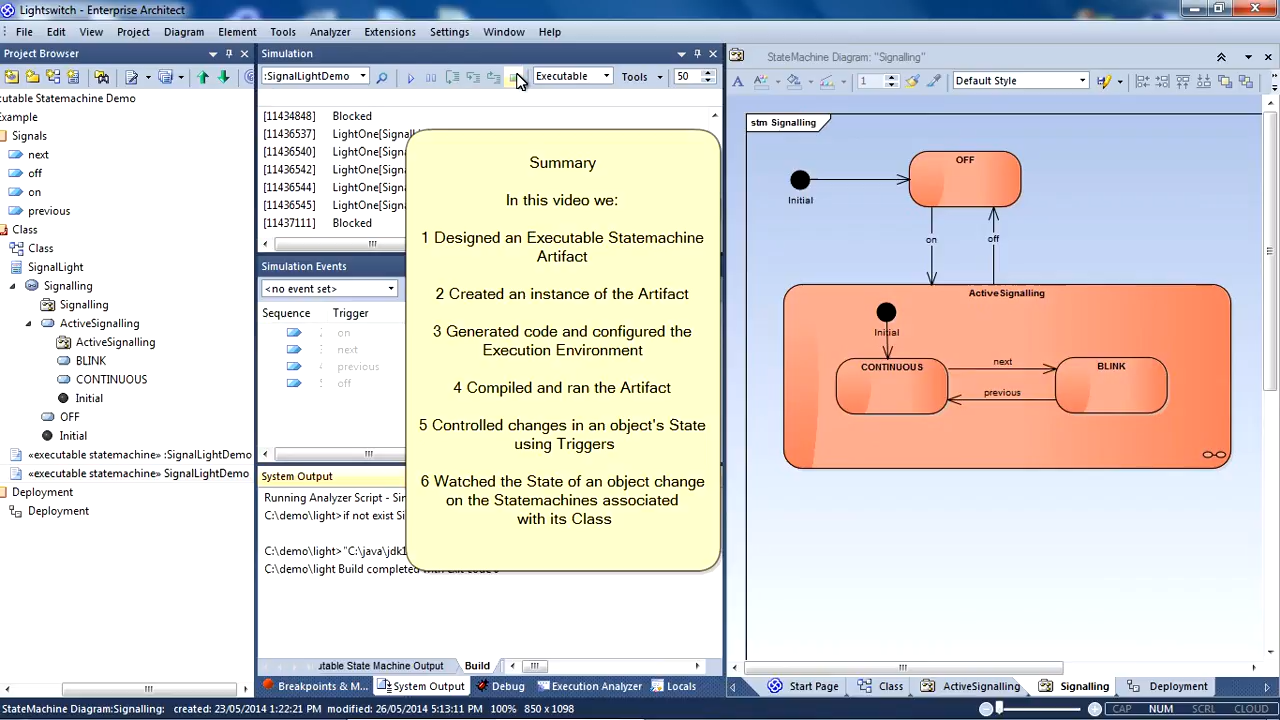 Lightswitch - Enterprise Architect
File Edit View Project Diagram Element Tools Analyzer Extensions Settings Window Help
Project Browser
cutable Statemachine Demo
Example
Signals
next
off
on
previous
Class
Class
SignalLight
Signalling
Signalling
ActiveSignalling
ActiveSignalling
BLINK
CONTINUOUS
Initial
OFF
Initial
«executable statemachine» :SignalLightDemo
«executable statemachine» SignalLightDemo
Deployment
Deployment
Simulation
:SignalLightDemo Executable Tools 50
[11434848] Blocked
[11436537] LightOne[SignalL
[11436540] LightOne[Signa
[11436542] LightOne[Signa
[11436544] LightOne[Signa
[11436545] LightOne[Signa
[11437111] Blocked
Simulation Events
<no event set>
Sequence Trigger
on
next
previous
off
System Output
Running Analyzer Script - Sim
C:\demo\light>if not exist Si
C:\demo\light> "C:\java\jdk1
C:\demo\light Build completed with exit code
:utable State Machine Output Build
Summary
In this video we:
1 Designed an Executable Statemachine
Artifact
2 Created an instance of the Artifact
3 Generated code and configured the
Execution Environment
4 Compiled and ran the Artifact
5 Controlled changes in an object's State
using Triggers
6 Watched the State of an object change
on the Statemachines associated
with its Class
StateMachine Diagram: "Signalling"
1 Default Style
stm Signalling
OFF
Initial
on off
ActiveSignalling
Initial
CONTINUOUS next BLINK
previous
Breakpoints & M... System Output Debug Execution Analyzer Locals
Start Page Class ActiveSignalling Signalling Deployment
StateMachine Diagram:Signalling: created: 23/05/2014 1:22:21 PM modified: 26/05/2014 5:13:11 PM 100% 850 x 1098
CAP NUM SCRL CLOUD